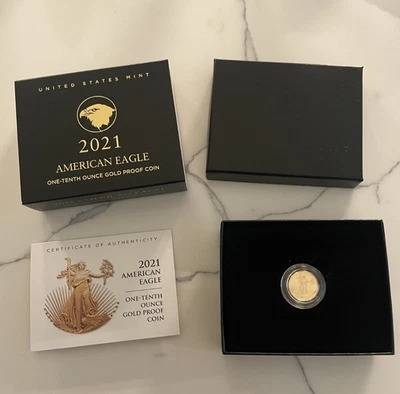 UNITED STATES MINT
2021
AMERICAN EAGLE
ONE-TENTH OUNCE GOLD PROOF COIN
CERTIFICATE OF AUTHENTICITY
2021
AMERICAN
EAGLE
ONE-TENTH
OUNCE
GOLD PROOF
COIN